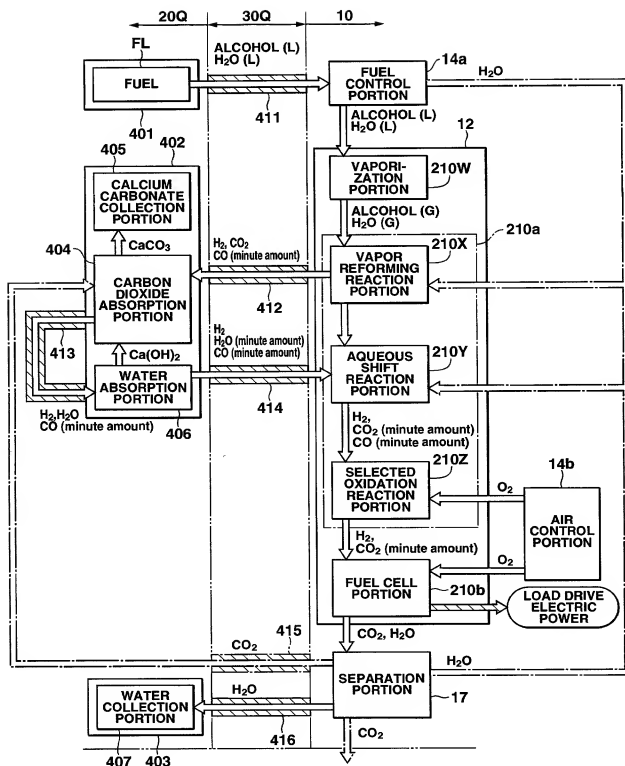 20Q 30Q 10
FL
FUEL
401
ALCOHOL (L)
H2O (L)
411
14a
FUEL
CONTROL
PORTION
H2O
ALCOHOL (L)
H2O (L)
12
402
405
CALCIUM
CARBONATE
COLLECTION
PORTION
VAPORI-
ZATION
PORTION
210W
CaCO3
ALCOHOL (G)
H2O (G)
210a
404
CARBON
DIOXIDE
ABSORPTION
PORTION
H2, CO2
CO (minute amount)
412
210X
VAPOR
REFORMING
REACTION
PORTION
413
Ca(OH)2
H2
H2O (minute amount)
CO (minute amount)
414
210Y
AQUEOUS
SHIFT
REACTION
PORTION
WATER
ABSORPTION
PORTION
406
H2,H2O
CO (minute amount)
H2,
CO2 (minute amount)
CO (minute amount)
210Z
SELECTED
OXIDATION
REACTION
PORTION
O2
14b
AIR
CONTROL
PORTION
H2,
CO2 (minute amount)
O2
FUEL CELL
PORTION
210b
LOAD DRIVE
ELECTRIC
POWER
CO2, H2O
CO2
415
SEPARATION
PORTION
H2O
17
H2O
416
WATER
COLLECTION
PORTION
407
403
CO2